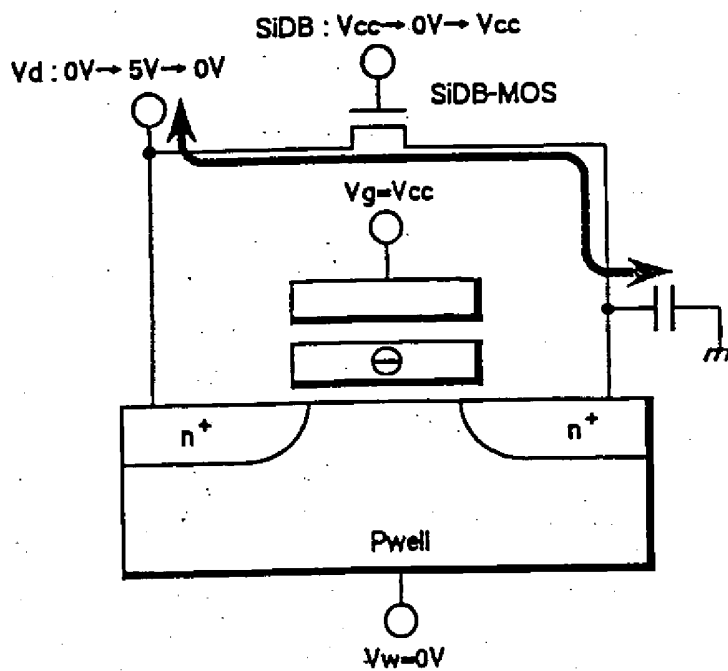 SiDB : Vcc→0V→Vcc
Vd : 0V→5V→0V
SiDB-MOS
Vg=Vcc
⊖
n+
n+
Pwell
Vw=0V